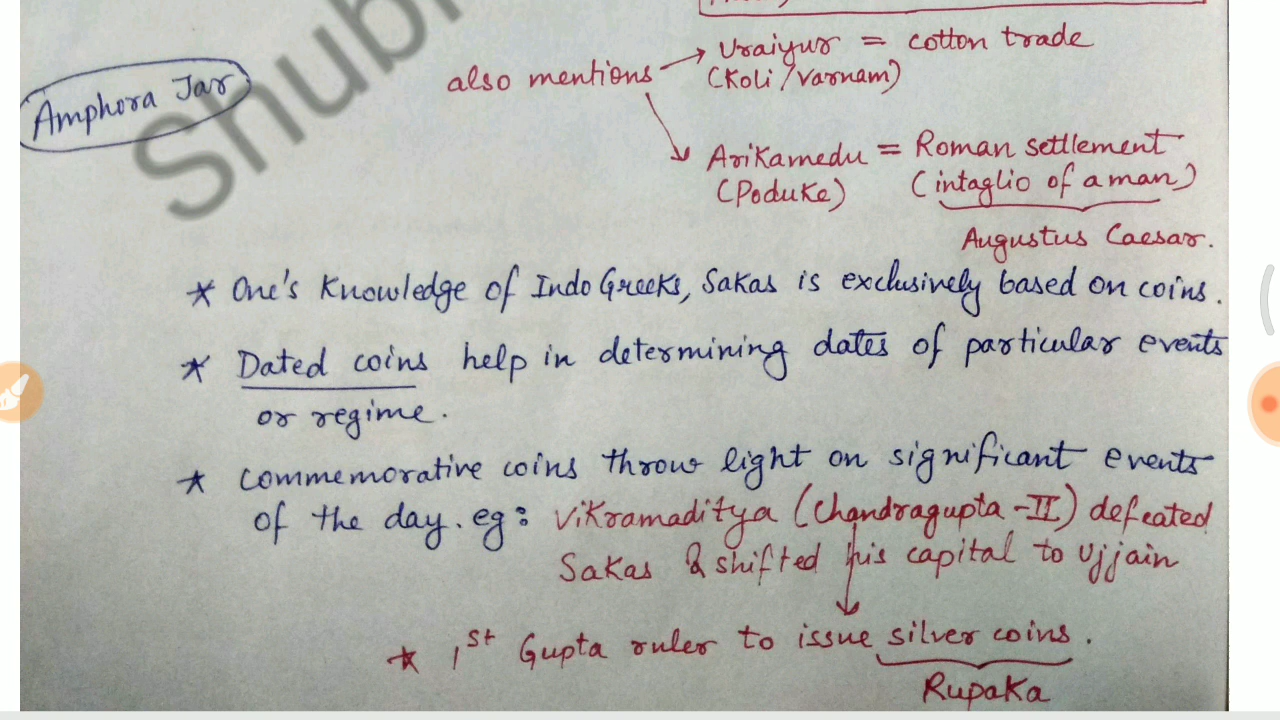 Amphora Jar
also mentions → Uraiyur = cotton trade
(Koli/Varnam)
Arikamedu = Roman settlement
(Poduke) (intaglio of a man)
Augustus Caesar.
* One's Knowledge of Indo Greeks, Sakas is exclusively based on coins.
* Dated coins help in determining dates of particular events
or regime.
* Commemorative coins throw light on significant events
of the day. eg: Vikramaditya (Chandragupta-II) defeated
Sakas & shifted his capital to Ujjain
* 1st Gupta ruler to issue silver coins.
Rupaka
Shub